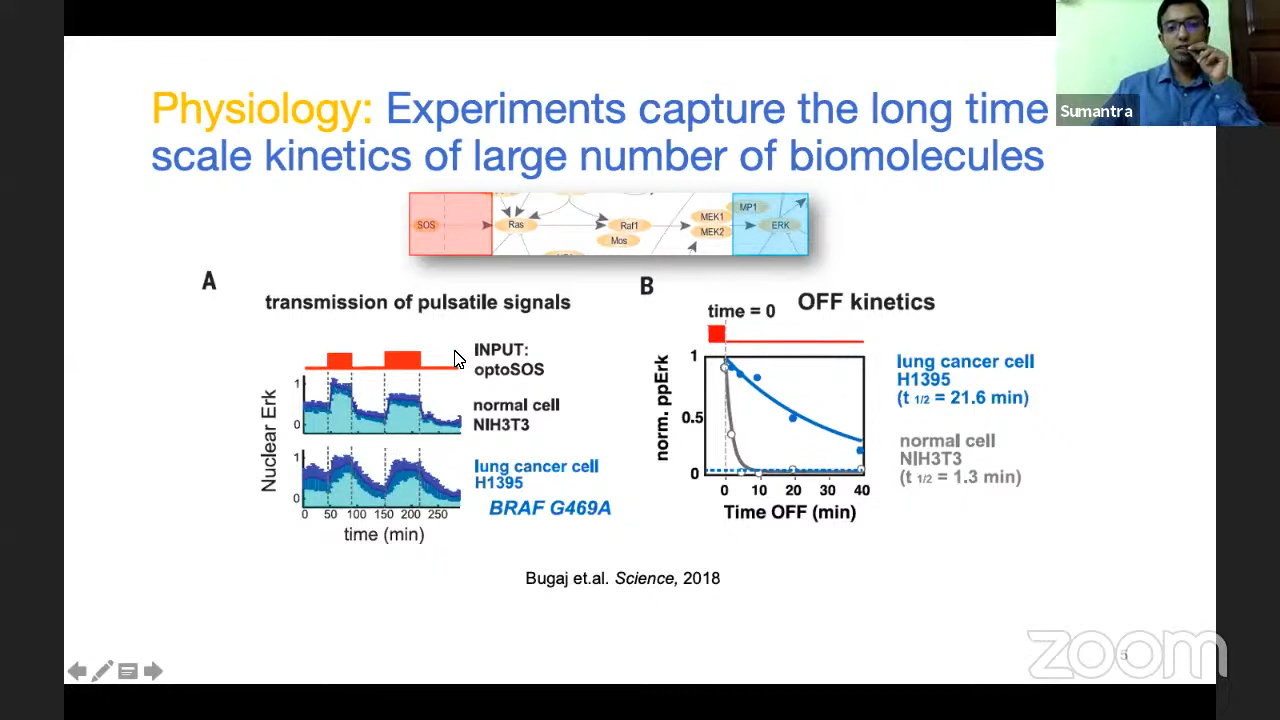 Physiology: Experiments capture the long time
scale kinetics of large number of biomolecules
Sumantra
SOS
Ras
Raf1
Mos
MEK1
MEK2
MP1
ERK
A
transmission of pulsatile signals
INPUT:
optoSOS
Nuclear Erk
1
0
normal cell
NIH3T3
1
0
lung cancer cell
H1395
BRAF G469A
0 50 100 150 200 250
time (min)
B
OFF kinetics
time = 0
norm. ppErk
1
0.5
0
0 10 20 30 40
Time OFF (min)
lung cancer cell
H1395
(t 1/2 = 21.6 min)
normal cell
NIH3T3
(t 1/2 = 1.3 min)
Bugaj et.al. Science, 2018
zoom
5